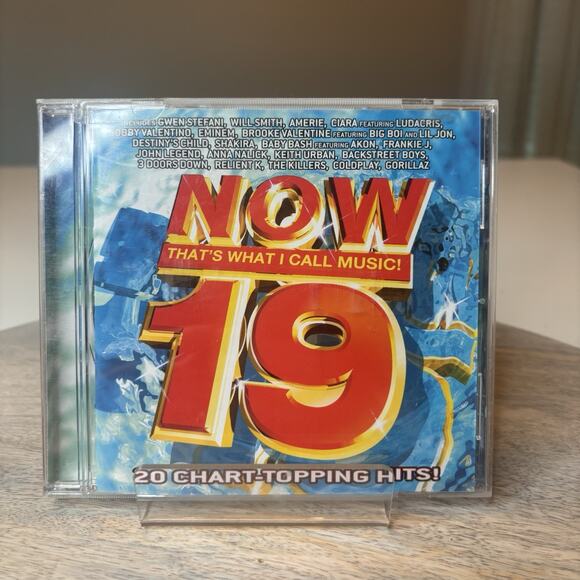 INCLUDES GWEN STEFANI, WILL SMITH, AMERIE, CIARA FEATURING LUDACRIS,
BOBBY VALENTINO, EMINEM, BROOKE VALENTINE FEATURING BIG BOI AND LIL JON,
DESTINY'S CHILD, SHAKIRA, BABY BASH FEATURING AKON, FRANKIE J,
JOHN LEGEND, ANNA NALICK, KEITH URBAN, BACKSTREET BOYS,
3 DOORS DOWN, RELIENT K, THE KILLERS, COLDPLAY, GORILLAZ
NOW
THAT'S WHAT I CALL MUSIC!
19
20 CHART-TOPPING HITS!